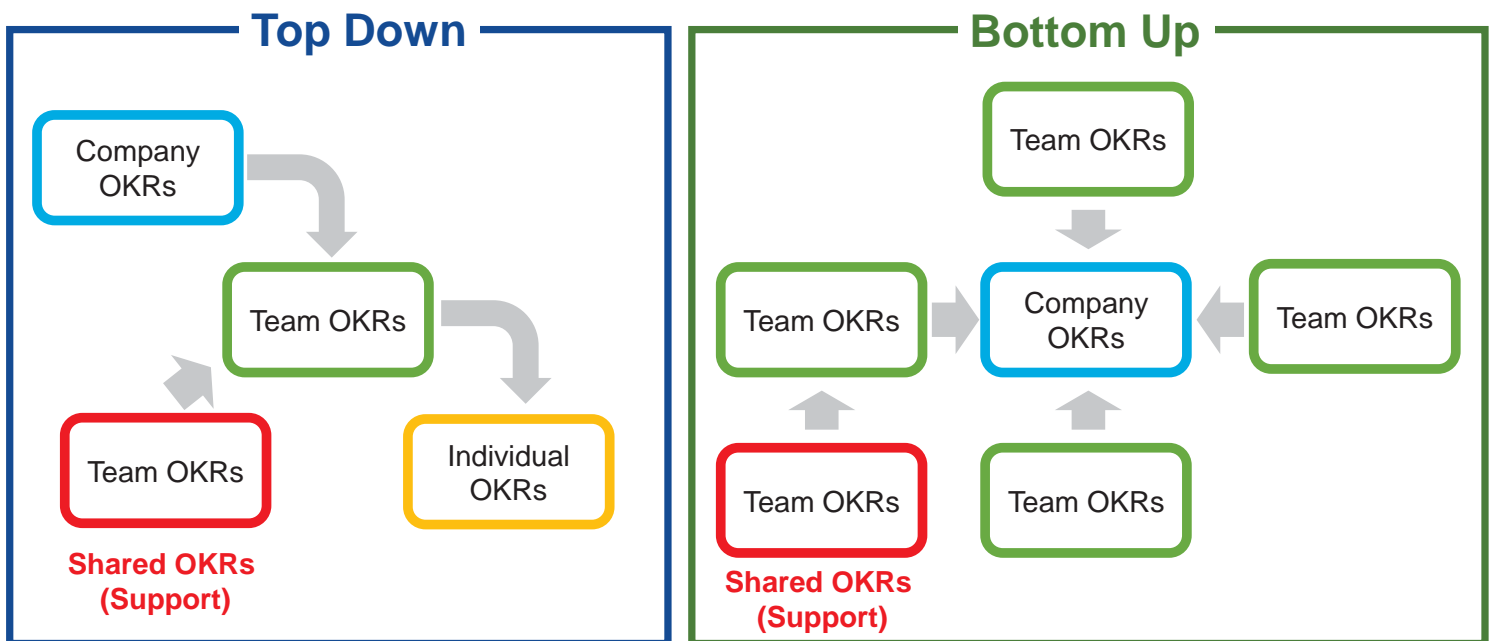 Top Down
Company
OKRs
Team OKRs
Team OKRs
Individual
OKRs
Shared OKRs
(Support)
Bottom Up
Team OKRs
Team OKRs
Company
OKRs
Team OKRs
Team OKRs
Team OKRs
Shared OKRs
(Support)